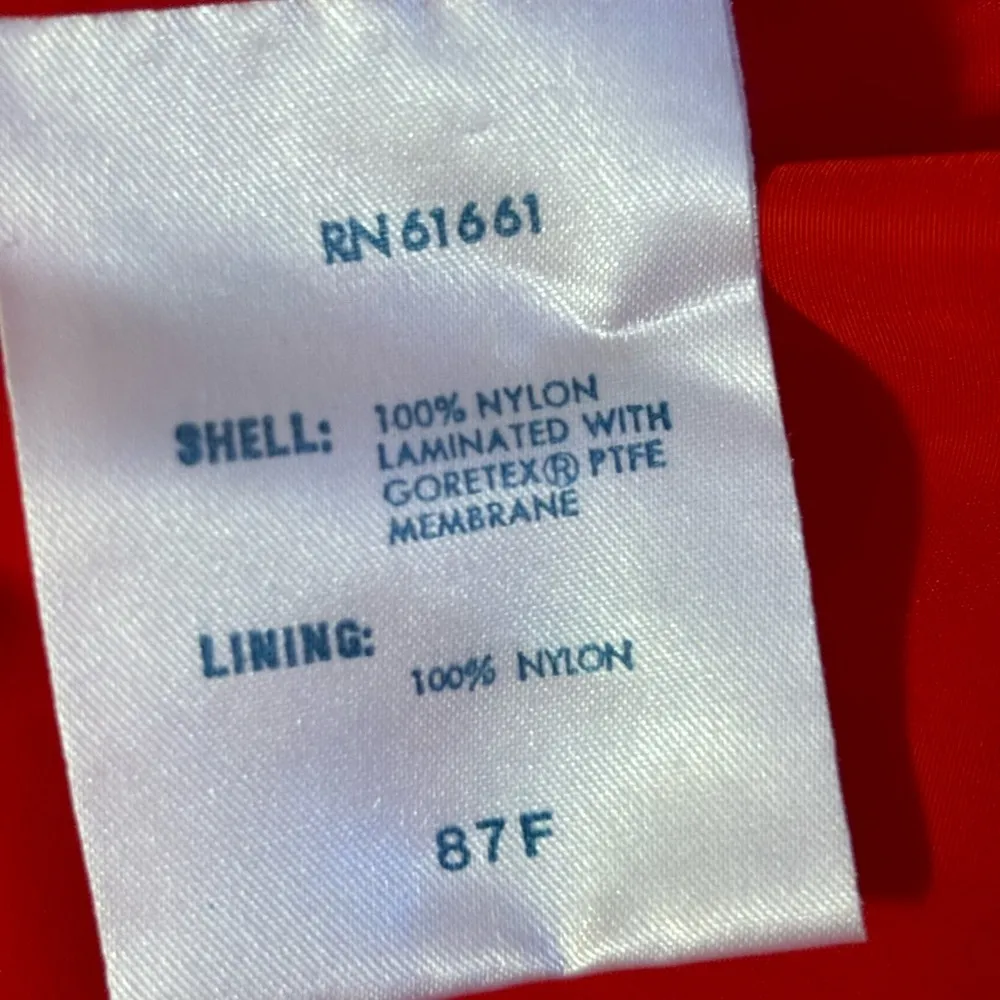 RN 61661
SHELL: 100% NYLON
LAMINATED WITH
GORETEX® PTFE
MEMBRANE
LINING: 100% NYLON
87F